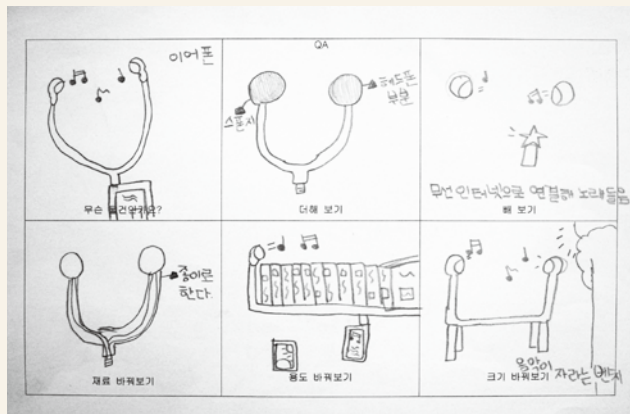 QA
이어폰
무슨 물건인가요?
헤드폰
부분
스폰지
더해 보기
무선 인터넷으로 연결해 노래 들음
빼 보기
종이로
한다.
재료 바꿔보기
용도 바꿔보기
음악이 자라는 벤치
크기 바꿔보기